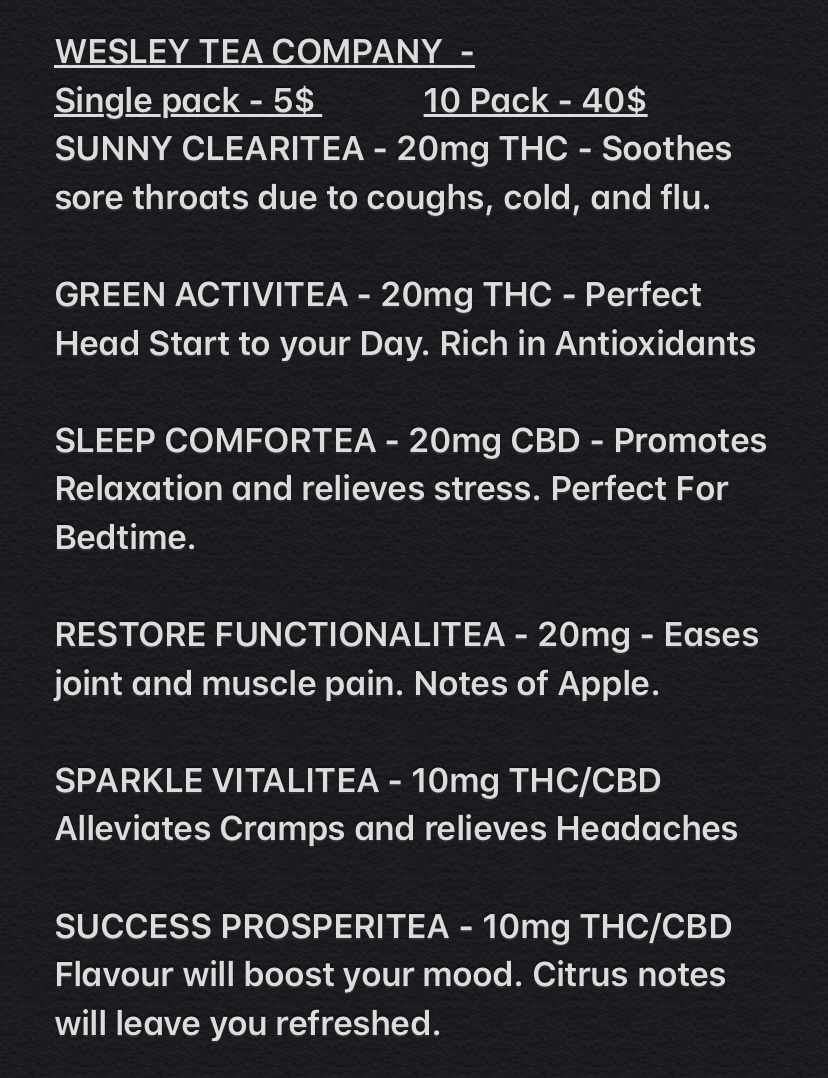 WESLEY TEA COMPANY  -
Single pack - 5$            10 Pack - 40$
SUNNY CLEARITEA - 20mg THC - Soothes
sore throats due to coughs, cold, and flu.
GREEN ACTIVITEA - 20mg THC - Perfect
Head Start to your Day. Rich in Antioxidants
SLEEP COMFORTEA - 20mg CBD - Promotes
Relaxation and relieves stress. Perfect For
Bedtime.
RESTORE FUNCTIONALITEA - 20mg - Eases
joint and muscle pain. Notes of Apple.
SPARKLE VITALITEA - 10mg THC/CBD
Alleviates Cramps and relieves Headaches
SUCCESS PROSPERITEA - 10mg THC/CBD
Flavour will boost your mood. Citrus notes
will leave you refreshed.